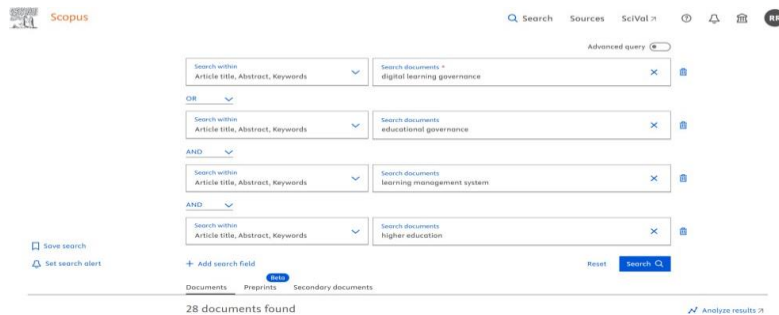 Scopus
Search Sources SciVal
RR
Advanced query
Search within
Article title, Abstract, Keywords
Search documents *
digital learning governance
OR
Search within
Article title, Abstract, Keywords
Search documents
educational governance
AND
Search within
Article title, Abstract, Keywords
Search documents
learning management system
AND
Search within
Article title, Abstract, Keywords
Search documents
higher education
Save search
Set search alert
+ Add search field
Reset Search
Beta
Documents Preprints Secondary documents
28 documents found
Analyze results